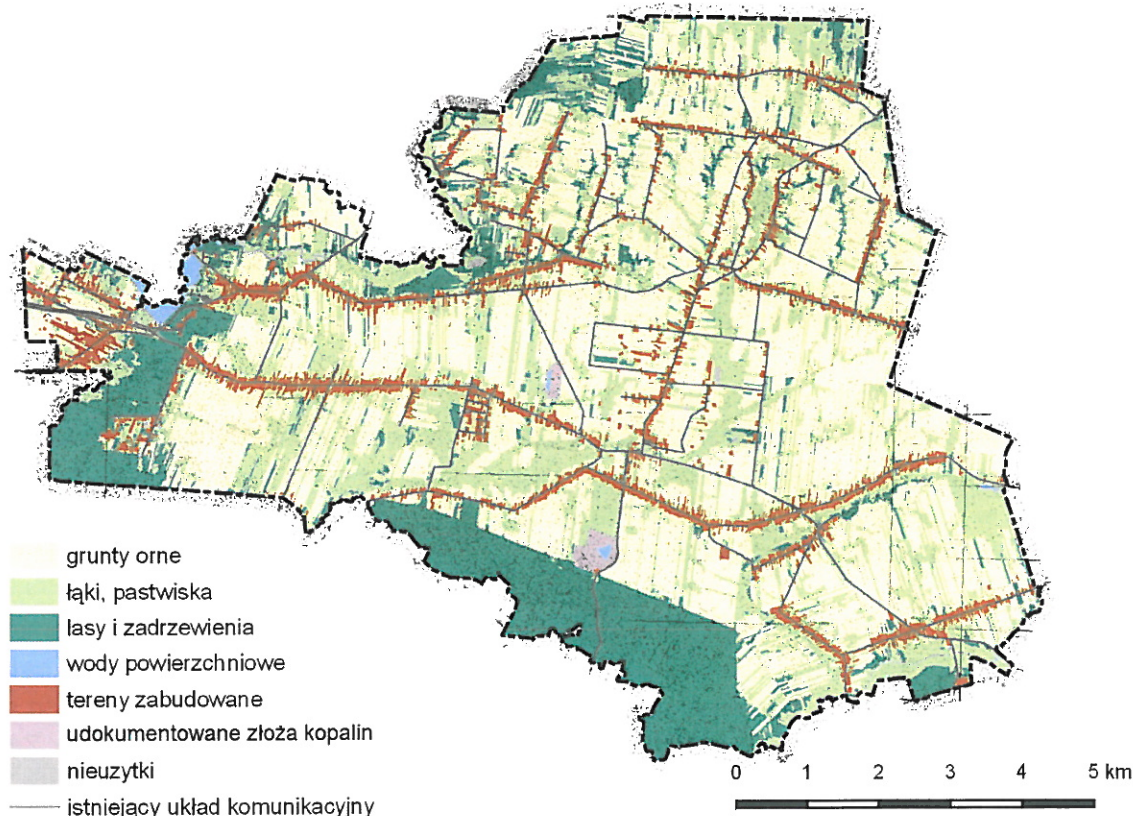 grunty orne
łąki, pastwiska
lasy i zadrzewienia
wody powierzchniowe
tereny zabudowane
udokumentowane złoża kopalin
nieuzytki
istniejący układ komunikacyjny
0 1 2 3 4 5 km